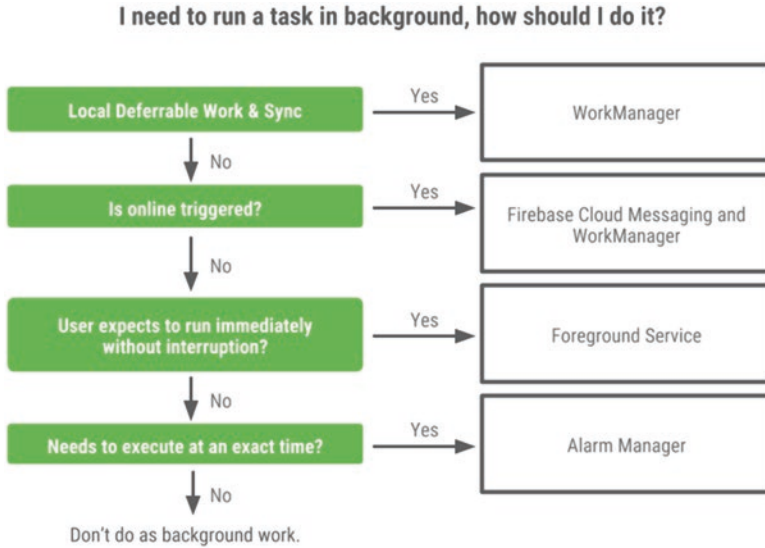 I need to run a task in background, how should I do it?
Local Deferrable Work & Sync
Yes
WorkManager
No
Is online triggered?
Yes
Firebase Cloud Messaging and
WorkManager
No
User expects to run immediately
without interruption?
Yes
Foreground Service
No
Needs to execute at an exact time?
Yes
Alarm Manager
No
Don't do as background work.